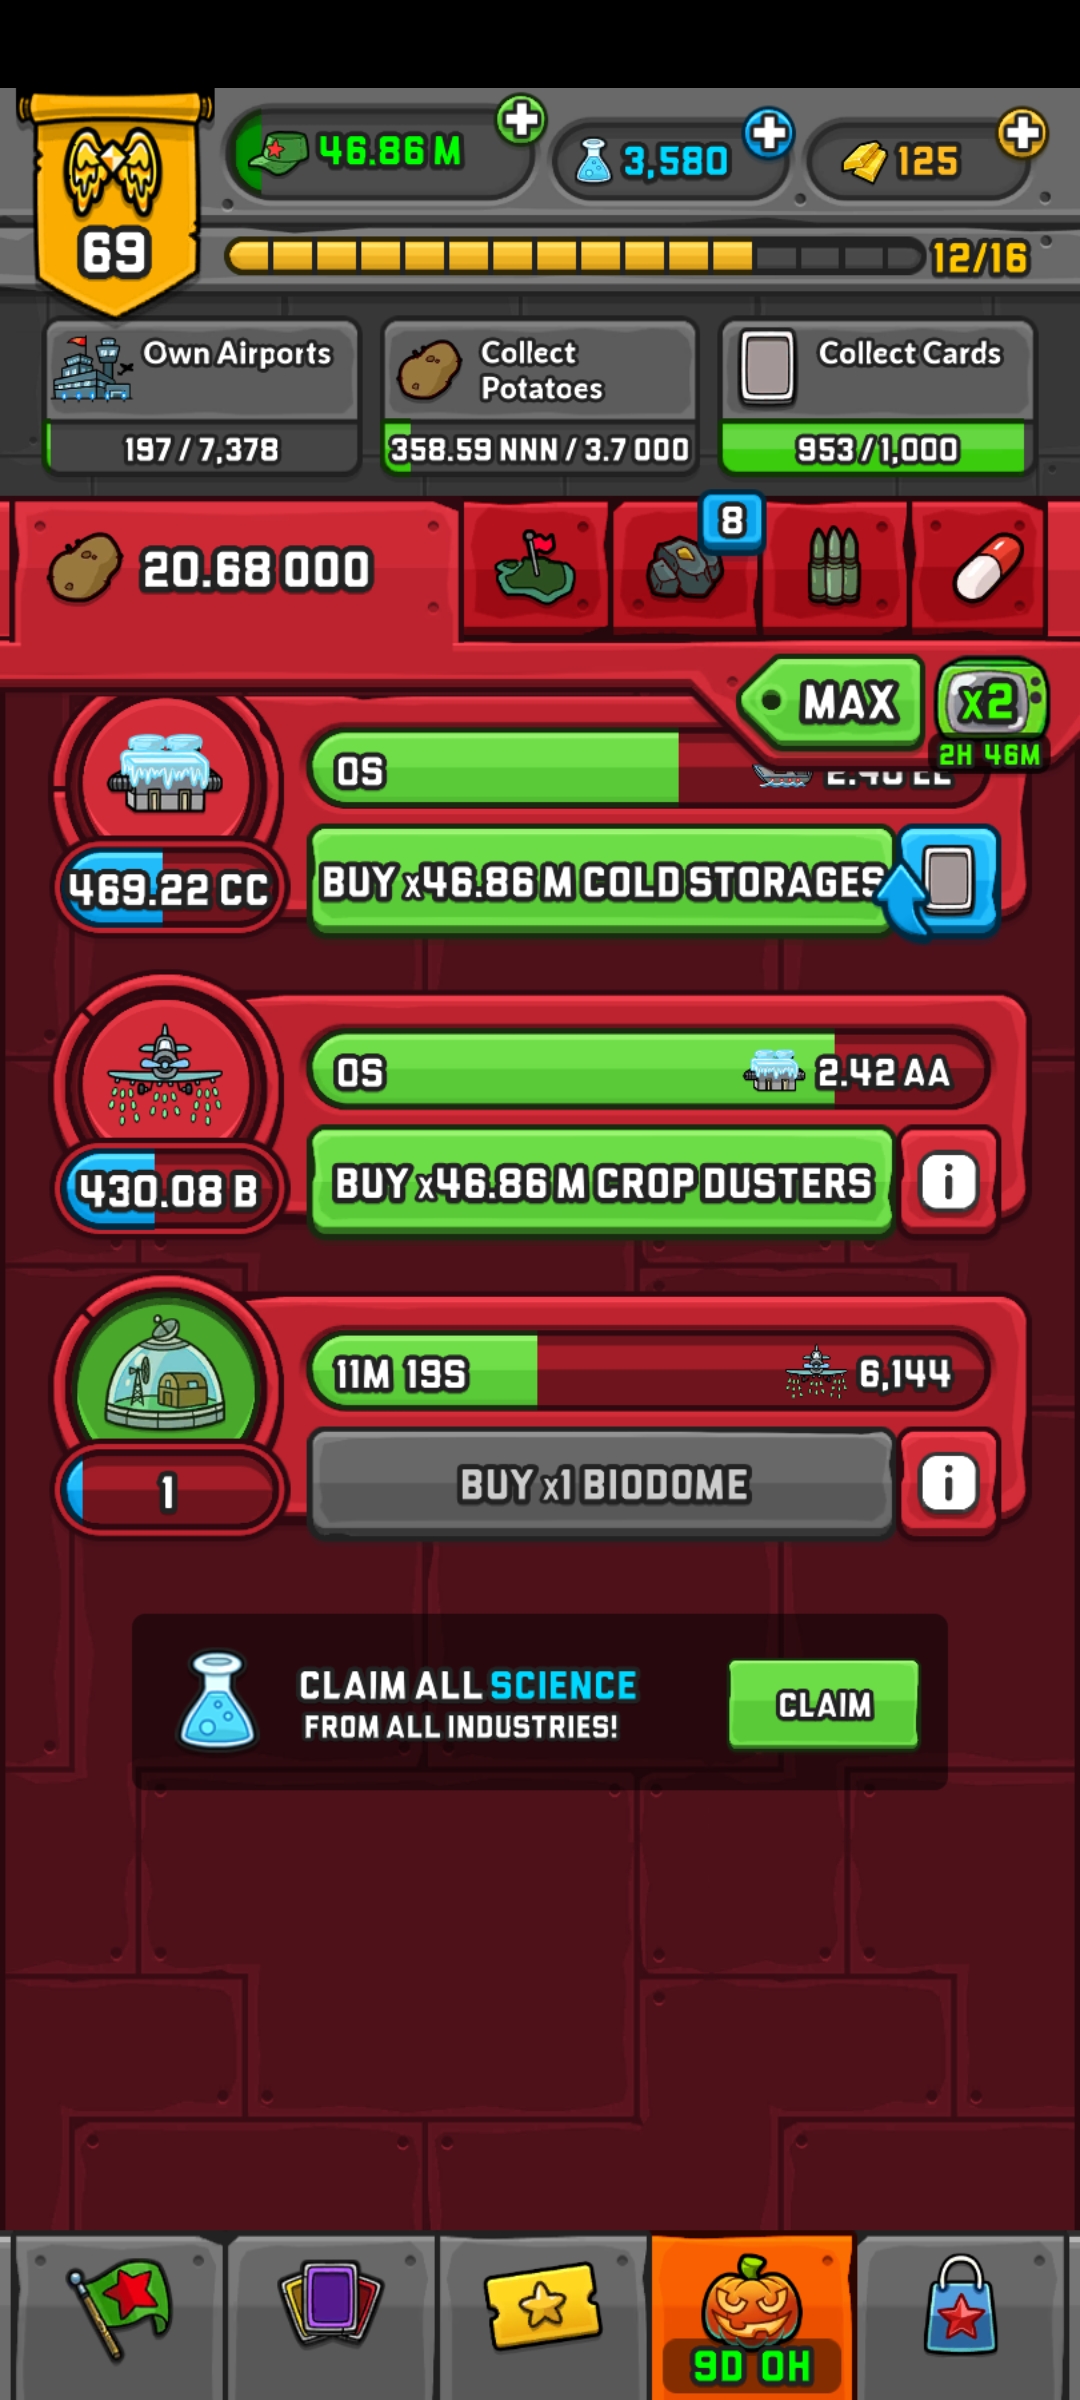 69
46.86 M
3,580
125
12/16
Own Airports
197 / 7,378
Collect
Potatoes
358.59 NNN / 3.7 OOO
Collect Cards
953 / 1,000
20.68 OOO
8
MAX
x2
2H 46M
0S
469.22 CC
BUY x46.86 M COLD STORAGES
0S
2.42 AA
430.08 B
BUY x46.86 M CROP DUSTERS
i
11M 19S
6,144
1
BUY x1 BIODOME
i
CLAIM ALL SCIENCE
FROM ALL INDUSTRIES!
CLAIM
9D 0H